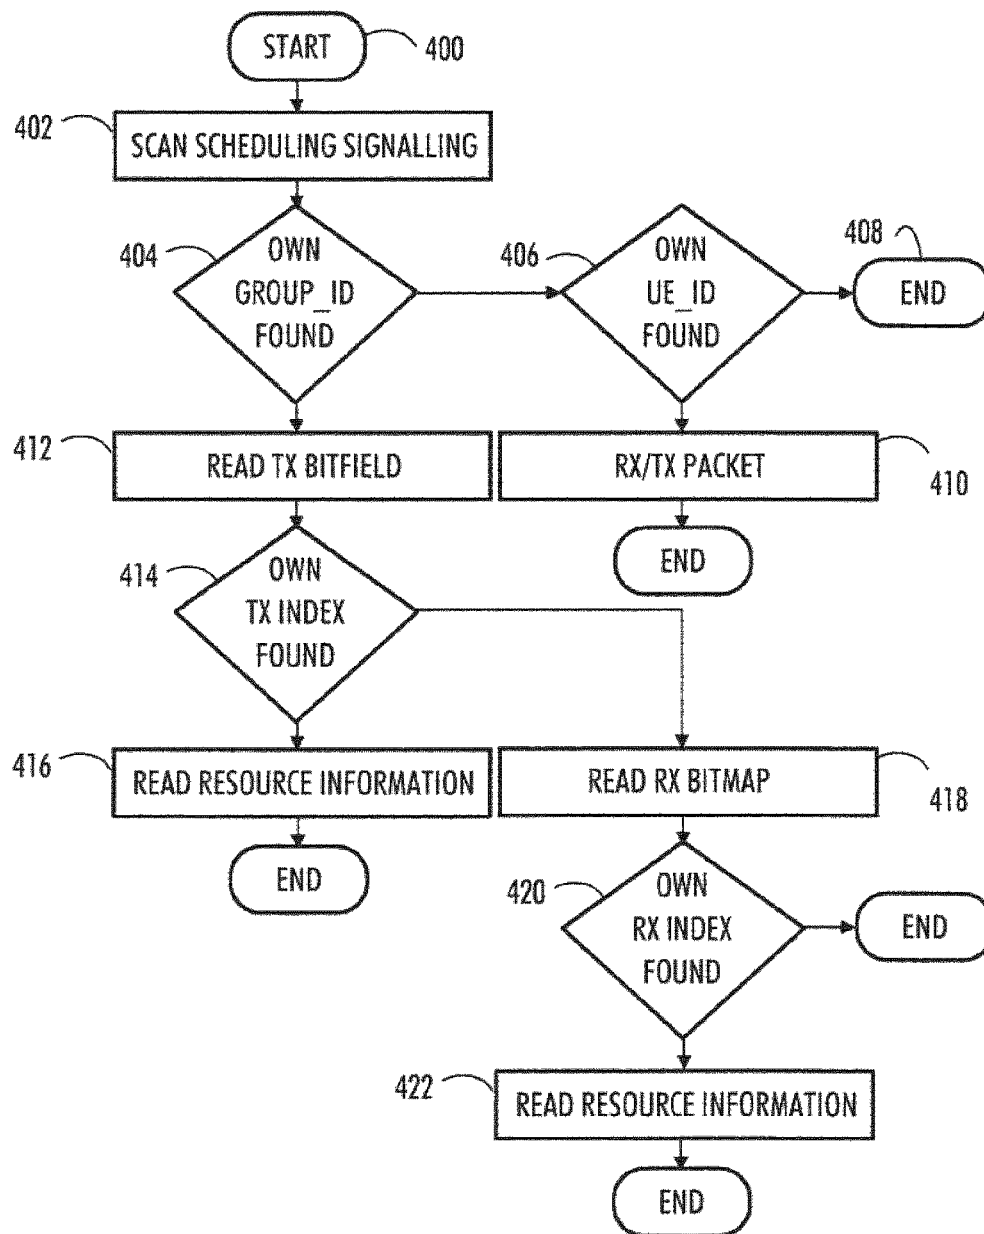 START
400
402
SCAN SCHEDULING SIGNALLING
404
OWN
GROUP_ID
FOUND
406
OWN
UE_ID
FOUND
408
END
412
READ TX BITFIELD
RX/TX PACKET
410
END
414
OWN
TX INDEX
FOUND
416
READ RESOURCE INFORMATION
READ RX BITMAP
418
END
420
OWN
RX INDEX
FOUND
END
422
READ RESOURCE INFORMATION
END